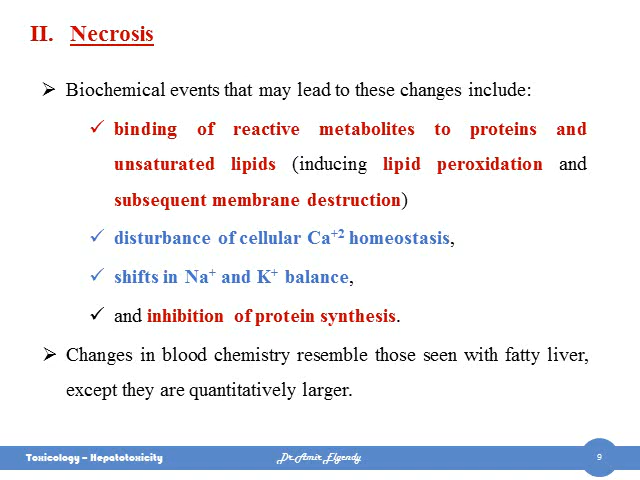 II. Necrosis
➢ Biochemical events that may lead to these changes include:
✓ binding of reactive metabolites to proteins and
unsaturated lipids (inducing lipid peroxidation and
subsequent membrane destruction)
✓ disturbance of cellular Ca⁺² homeostasis,
✓ shifts in Na⁺ and K⁺ balance,
✓ and inhibition of protein synthesis.
➢ Changes in blood chemistry resemble those seen with fatty liver,
except they are quantitatively larger.
Toxicology – Hepatotoxicity Dr. Amir Elgendy 9